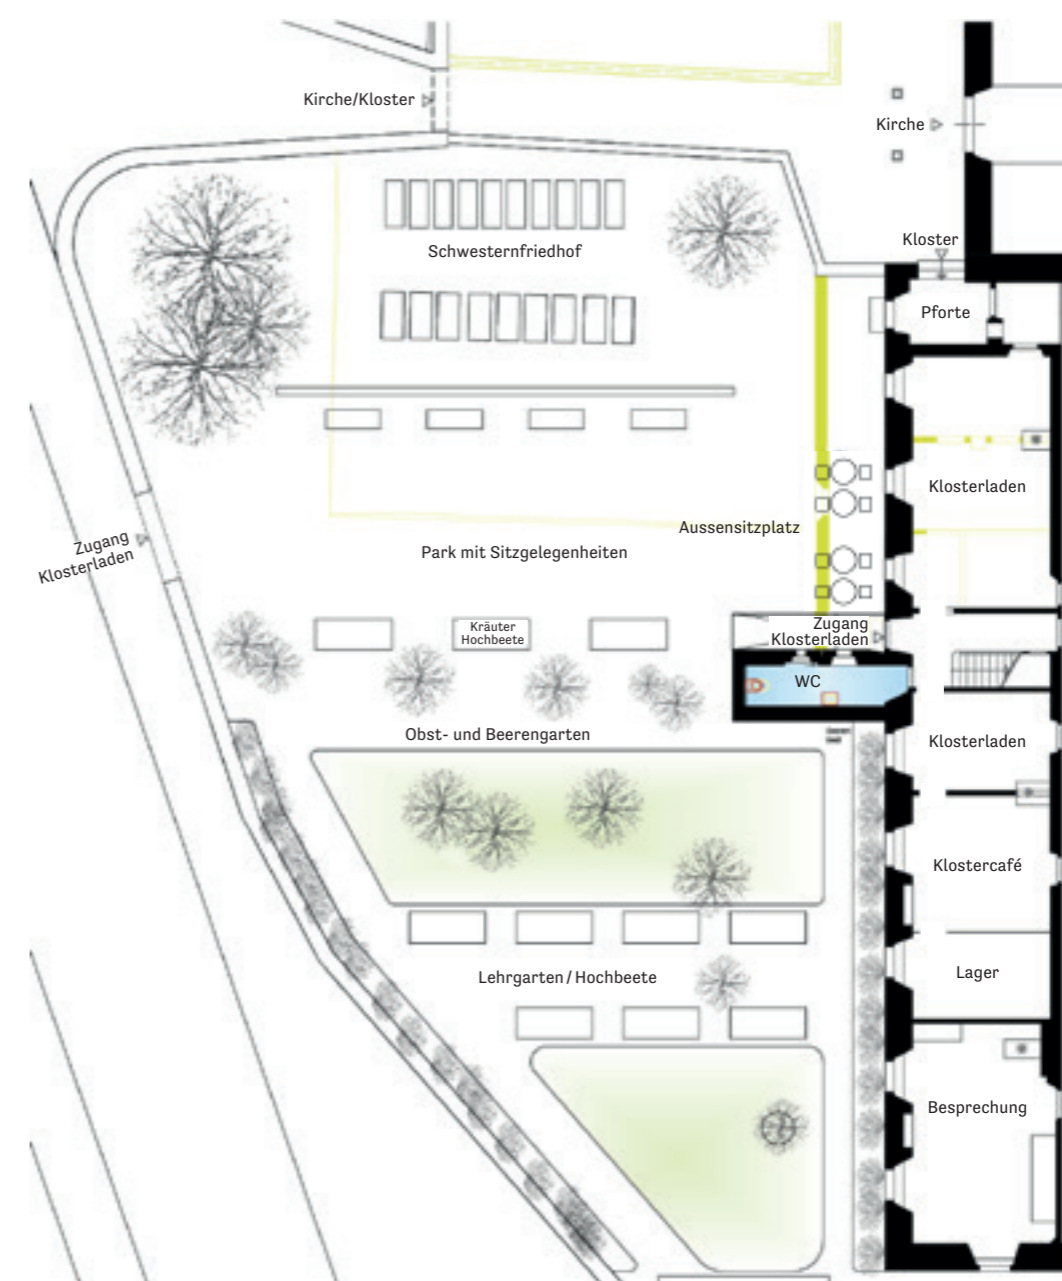 Kirche/Kloster
Kirche
Kloster
Schwesternfriedhof
Pforte
Klosterladen
Aussensitzplatz
Zugang
Klosterladen
Park mit Sitzgelegenheiten
Kräuter
Hochbeete
Zugang
Klosterladen
WC
Obst- und Beerengarten
Klosterladen
Klostercafé
Lehrgarten / Hochbeete
Lager
Besprechung